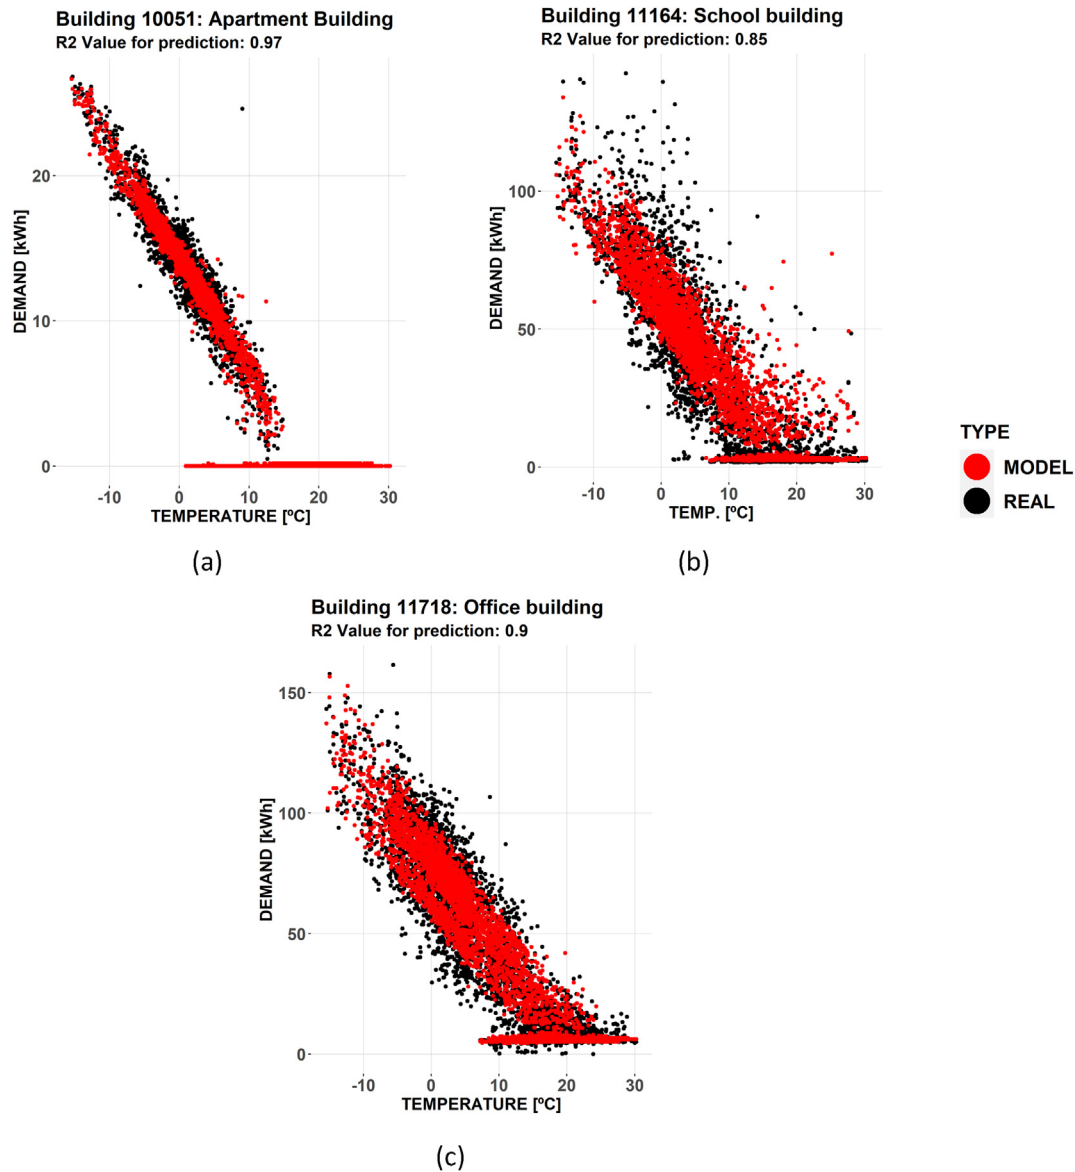 Building 10051: Apartment Building
R2 Value for prediction: 0.97
20
10
0
DEMAND [kWh]
-10 0 10 20 30
TEMPERATURE [ºC]
(a)
Building 11164: School building
R2 Value for prediction: 0.85
100
50
0
DEMAND [kWh]
-10 0 10 20 30
TEMP. [ºC]
(b)
TYPE
MODEL
REAL
Building 11718: Office building
R2 Value for prediction: 0.9
150
100
50
0
DEMAND [kWh]
-10 0 10 20 30
TEMPERATURE [ºC]
(c)